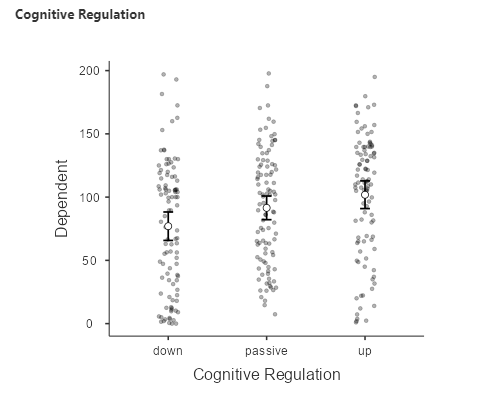 Cognitive Regulation
200
150
100
50
0
Dependent
down passive up
Cognitive Regulation